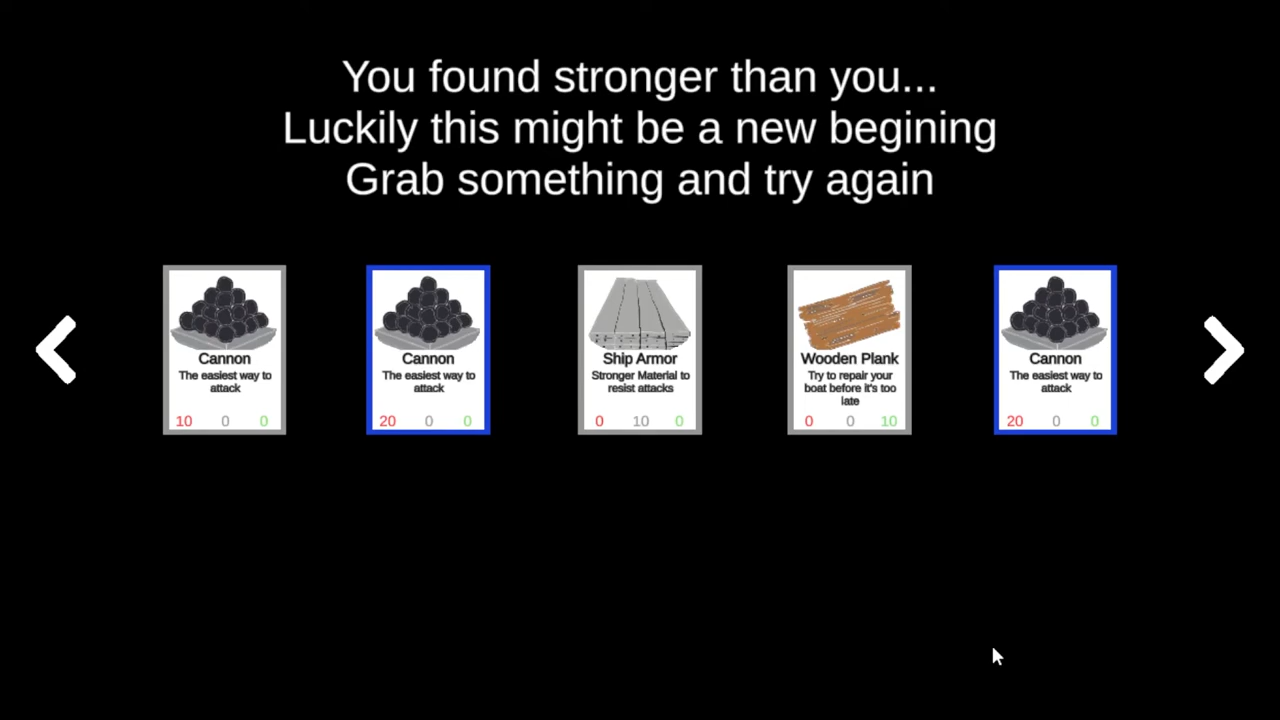 You found stronger than you...
Luckily this might be a new begining
Grab something and try again
Cannon
The easiest way to
attack
10 0 0
Cannon
The easiest way to
attack
20 0 0
Ship Armor
Stronger Material to
resist attacks
0 10 0
Wooden Plank
Try to repair your
boat before it's too
late
0 0 10
Cannon
The easiest way to
attack
20 0 0